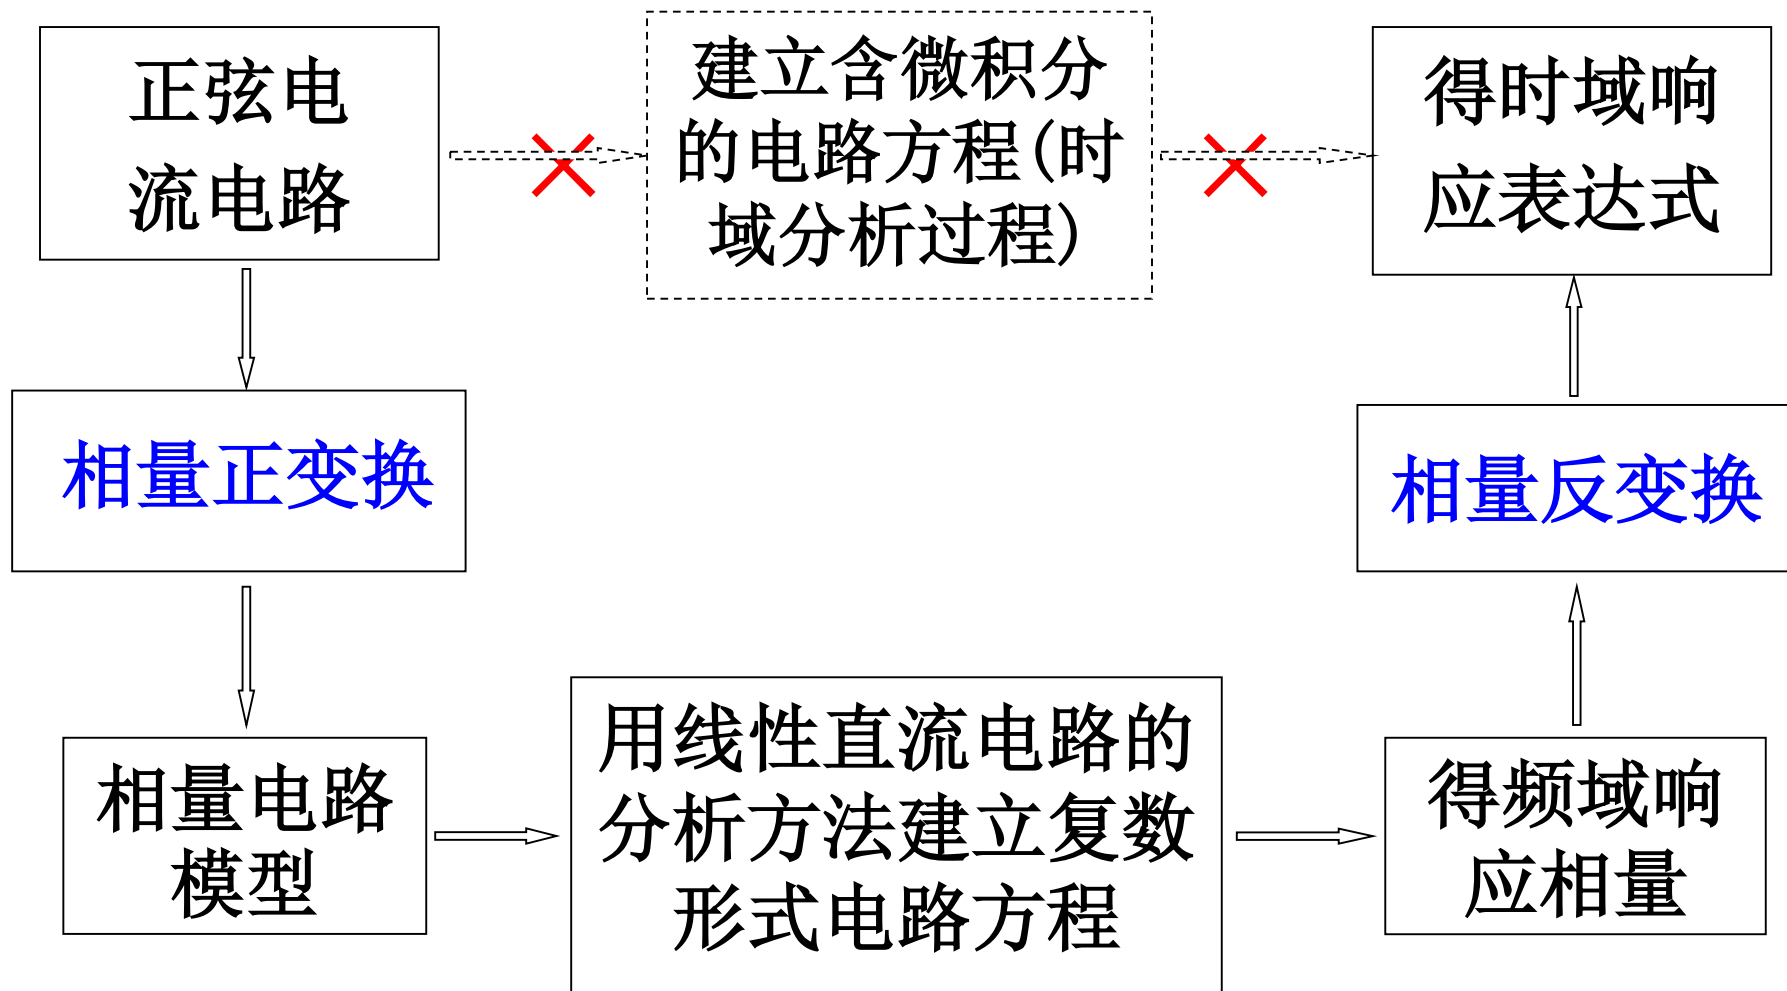 正弦电
流电路
建立含微积分
的电路方程(时
域分析过程)
得时域响
应表达式
相量正变换
相量反变换
相量电路
模型
用线性直流电路的
分析方法建立复数
形式电路方程
得频域响
应相量